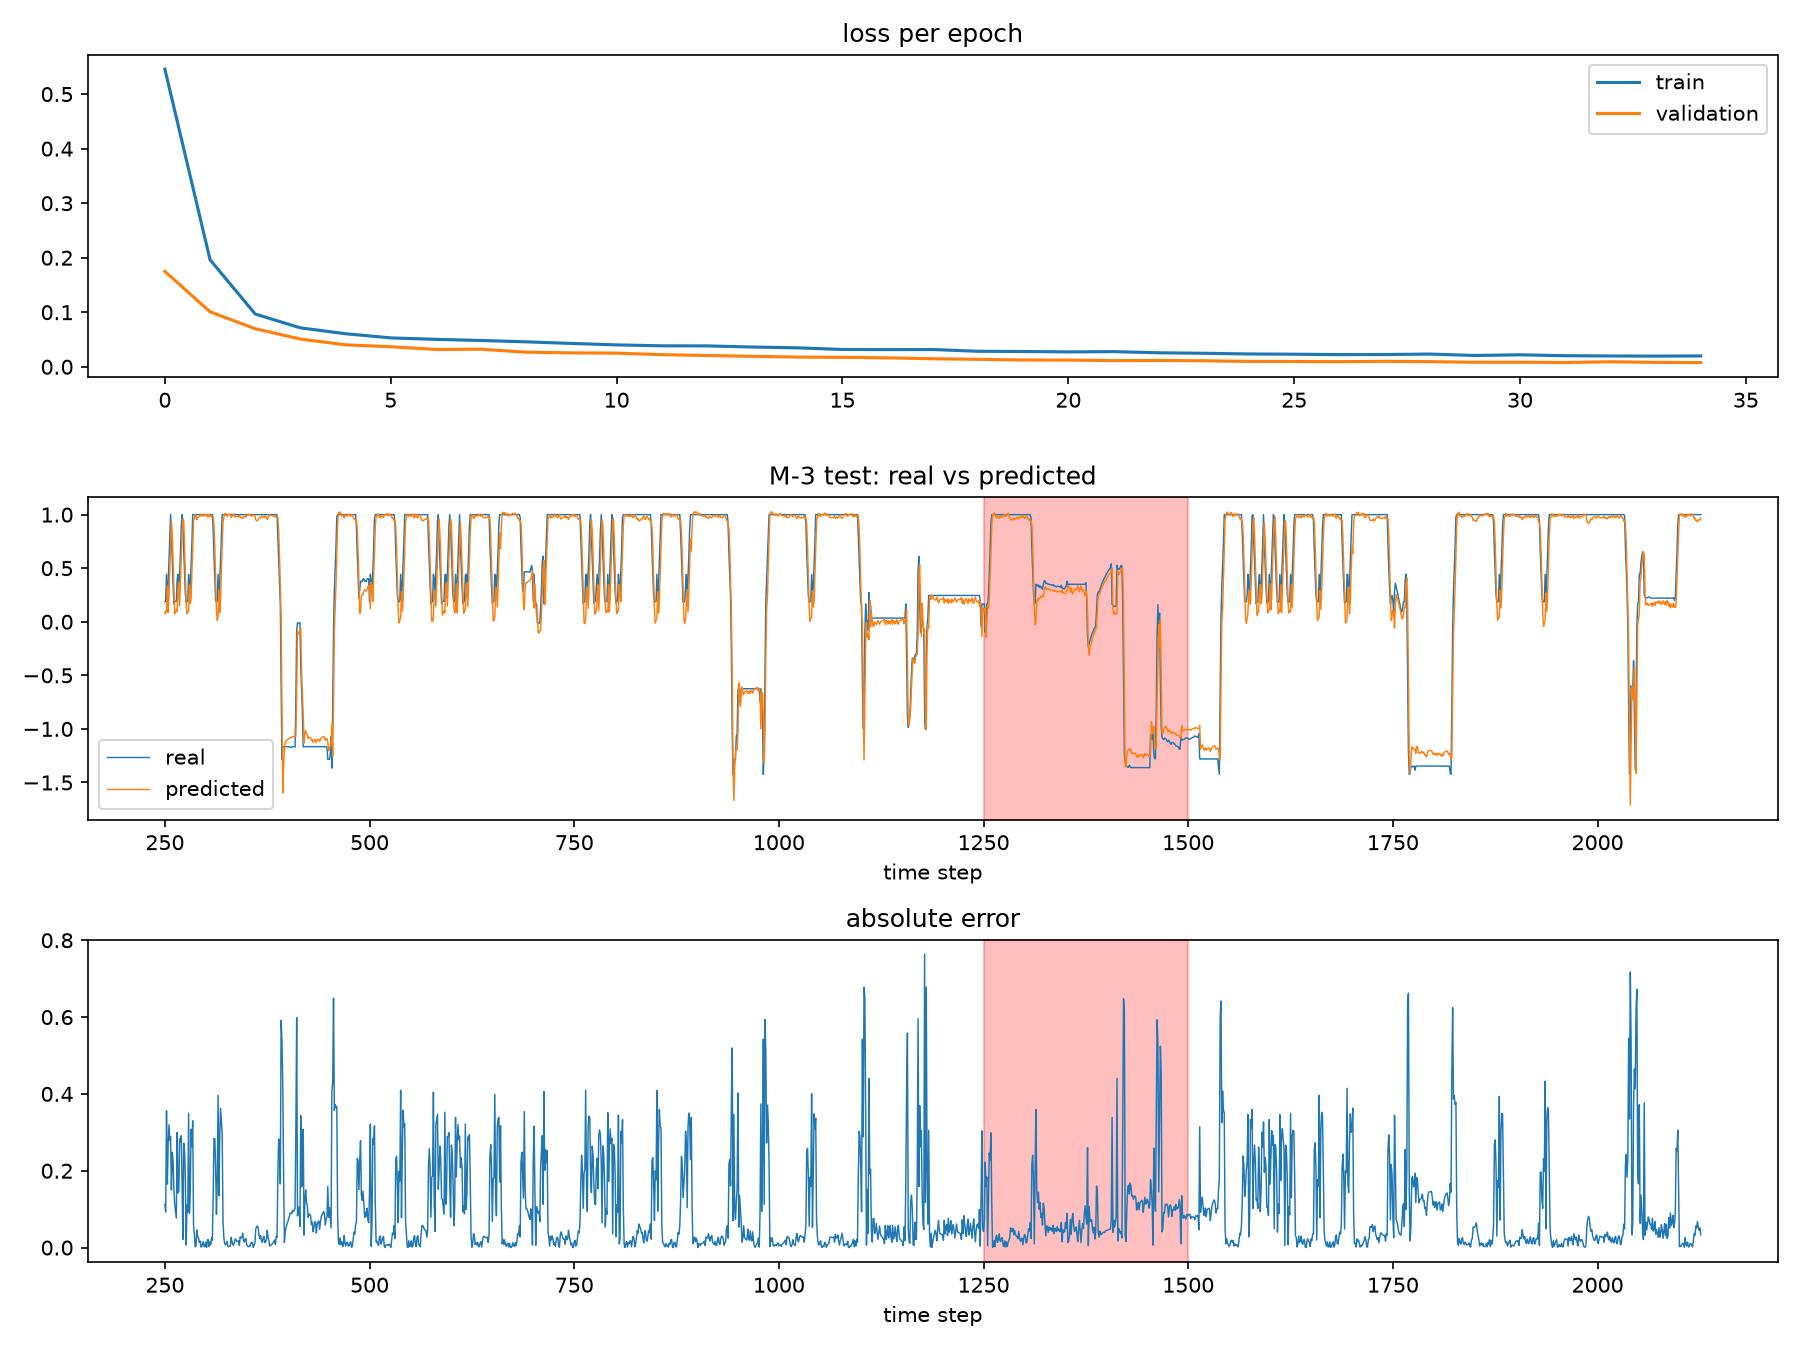 loss per epoch
0.5
0.4
0.3
0.2
0.1
0.0
train
validation
0 5 10 15 20 25 30 35
M-3 test: real vs predicted
1.0
0.5
0.0
−0.5
−1.0
−1.5
real
predicted
250 500 750 1000 1250 1500 1750 2000
time step
absolute error
0.8
0.6
0.4
0.2
0.0
250 500 750 1000 1250 1500 1750 2000
time step